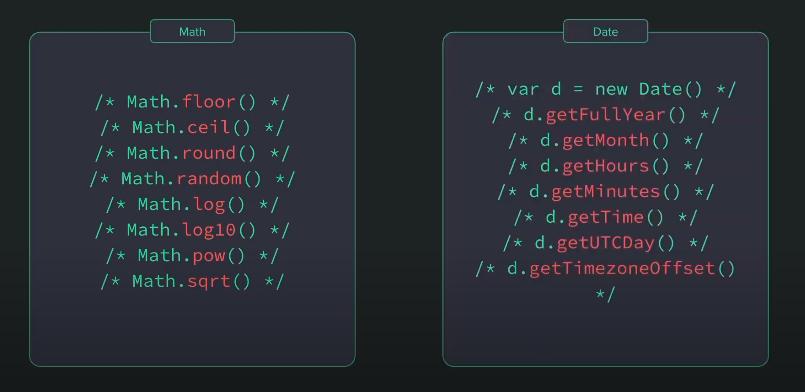 Math
/* Math.floor() */
/* Math.ceil() */
/* Math.round() */
/* Math.random() */
/* Math.log() */
/* Math.log10() */
/* Math.pow() */
/* Math.sqrt() */
Date
/* var d = new Date() */
/* d.getFullYear() */
/* d.getMonth() */
/* d.getHours() */
/* d.getMinutes() */
/* d.getTime() */
/* d.getUTCDay() */
/* d.getTimezoneOffset()
*/